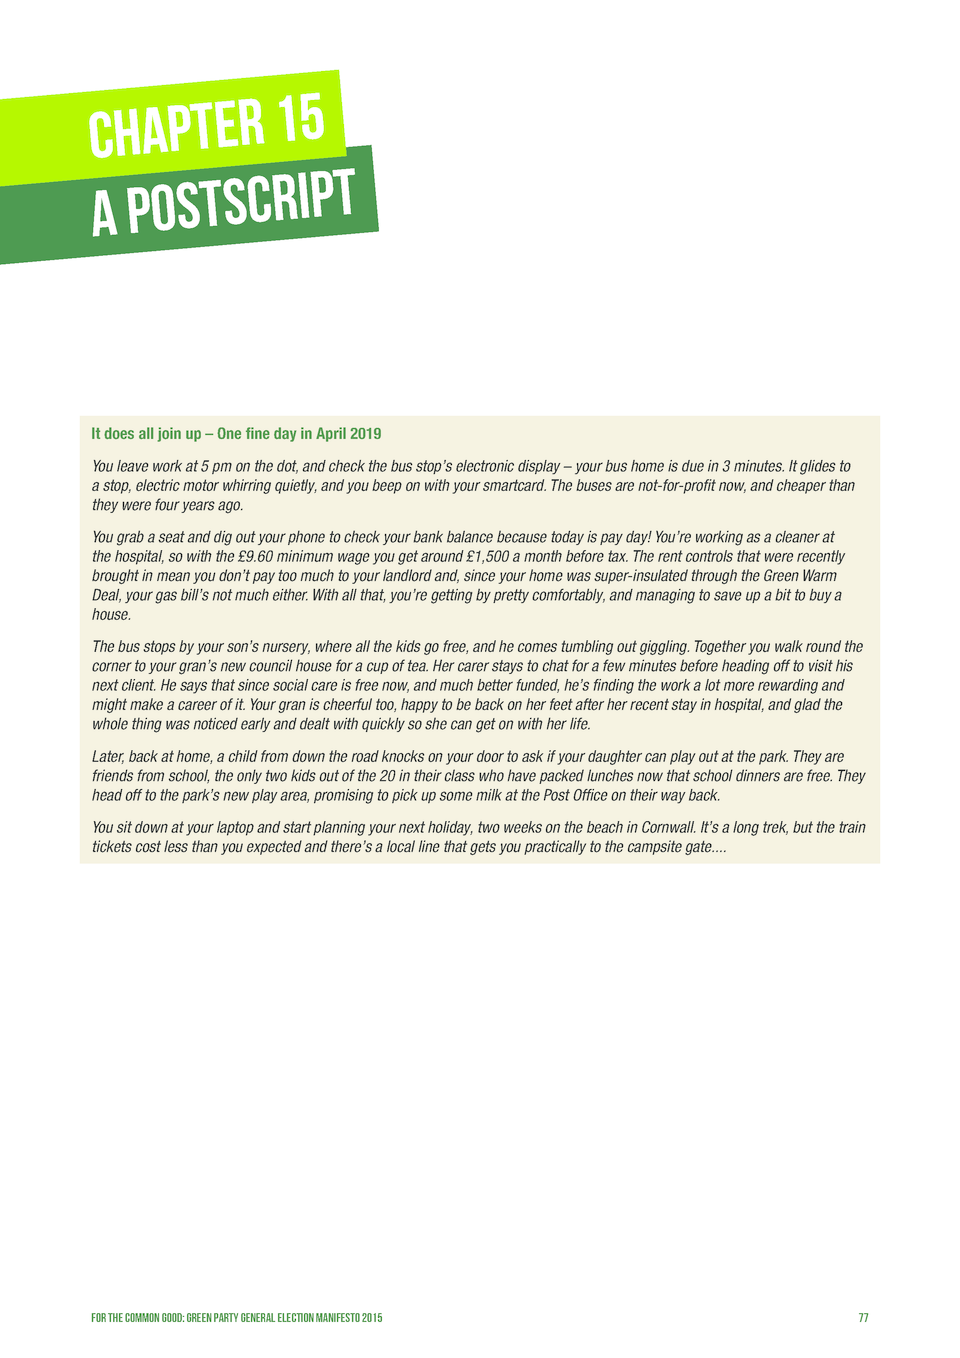 CHAPTER 15
A POSTSCRIPT
It does all join up – One fine day in April 2019
You leave work at 5 pm on the dot, and check the bus stop's electronic display – your bus home is due in 3 minutes. It glides to
a stop, electric motor whirring quietly, and you beep on with your smartcard. The buses are not-for-profit now, and cheaper than
they were four years ago.
You grab a seat and dig out your phone to check your bank balance because today is pay day! You're working as a cleaner at
the hospital, so with the £9.60 minimum wage you get around £1,500 a month before tax. The rent controls that were recently
brought in mean you don't pay too much to your landlord and, since your home was super-insulated through the Green Warm
Deal, your gas bill's not much either. With all that, you're getting by pretty comfortably, and managing to save up a bit to buy a
house.
The bus stops by your son's nursery, where all the kids go free, and he comes tumbling out giggling. Together you walk round the
corner to your gran's new council house for a cup of tea. Her carer stays to chat for a few minutes before heading off to visit his
next client. He says that since social care is free now, and much better funded, he's finding the work a lot more rewarding and
might make a career of it. Your gran is cheerful too, happy to be back on her feet after her recent stay in hospital, and glad the
whole thing was noticed early and dealt with quickly so she can get on with her life.
Later, back at home, a child from down the road knocks on your door to ask if your daughter can play out at the park. They are
friends from school, the only two kids out of the 20 in their class who have packed lunches now that school dinners are free. They
head off to the park's new play area, promising to pick up some milk at the Post Office on their way back.
You sit down at your laptop and start planning your next holiday, two weeks on the beach in Cornwall. It's a long trek, but the train
tickets cost less than you expected and there's a local line that gets you practically to the campsite gate....
FOR THE COMMON GOOD: GREEN PARTY GENERAL ELECTION MANIFESTO 2015
77